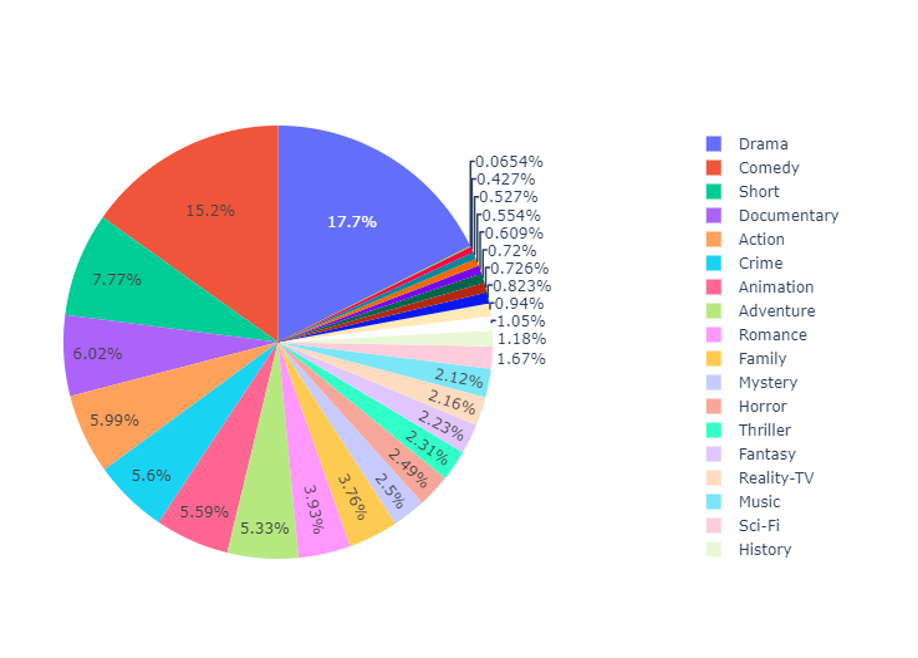 0.0654%
0.427%
0.527%
0.554%
0.609%
0.72%
0.726%
0.823%
0.94%
1.05%
1.18%
1.67%
17.7%
15.2%
7.77%
6.02%
5.99%
5.6%
5.59%
5.33%
3.93%
3.76%
2.5%
2.49%
2.31%
2.23%
2.16%
2.12%
Drama
Comedy
Short
Documentary
Action
Crime
Animation
Adventure
Romance
Family
Mystery
Horror
Thriller
Fantasy
Reality-TV
Music
Sci-Fi
History